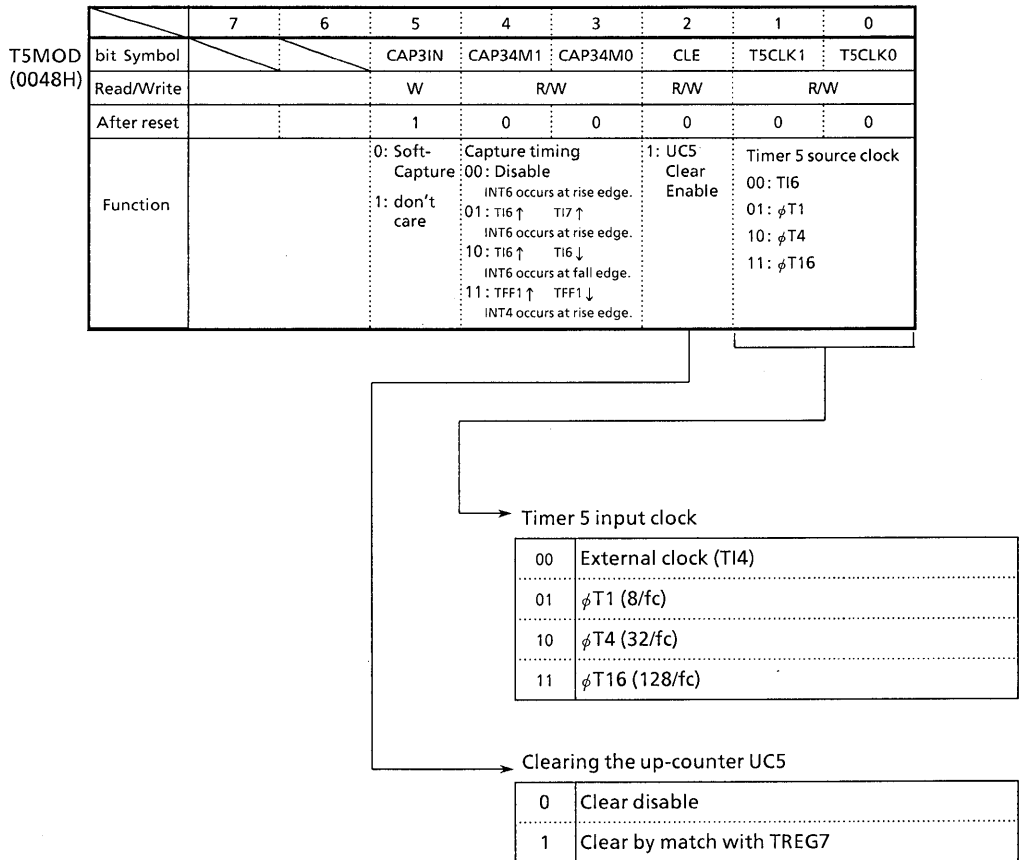 7 6 5 4 3 2 1 0
T5MOD (0048H)
bit Symbol CAP3IN CAP34M1 CAP34M0 CLE T5CLK1 T5CLK0
Read/Write W R/W R/W R/W
After reset 1 0 0 0 0 0
Function
0: Soft-
Capture
1: don't
care
Capture timing
00: Disable
INT6 occurs at rise edge.
01: TI6↑ TI7↑
INT6 occurs at rise edge.
10: TI6↑ TI6↓
INT6 occurs at fall edge.
11: TFF1↑ TFF1↓
INT4 occurs at rise edge.
1: UC5
Clear
Enable
Timer 5 source clock
00: TI6
01: ϕT1
10: ϕT4
11: ϕT16
Timer 5 input clock
00 External clock (TI4)
01 ϕT1 (8/fc)
10 ϕT4 (32/fc)
11 ϕT16 (128/fc)
Clearing the up-counter UC5
0 Clear disable
1 Clear by match with TREG7